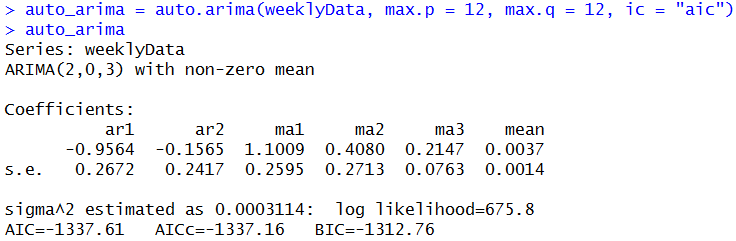 > auto_arima = auto.arima(weeklyData, max.p = 12, max.q = 12, ic = "aic")
> auto_arima
Series: weeklyData
ARIMA(2,0,3) with non-zero mean
Coefficients:
ar1 ar2 ma1 ma2 ma3 mean
-0.9564 -0.1565 1.1009 0.4080 0.2147 0.0037
s.e. 0.2672 0.2417 0.2595 0.2713 0.0763 0.0014
sigma^2 estimated as 0.0003114: log likelihood=675.8
AIC=-1337.61 AICc=-1337.16 BIC=-1312.76